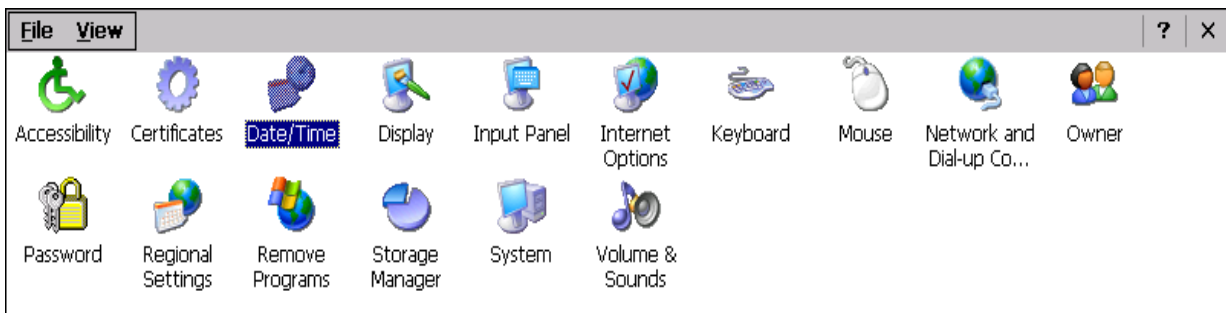 File View ? ×
Accessibility Certificates Date/Time Display Input Panel Internet Options Keyboard Mouse Network and Dial-up Co... Owner
Password Regional Settings Remove Programs Storage Manager System Volume & Sounds